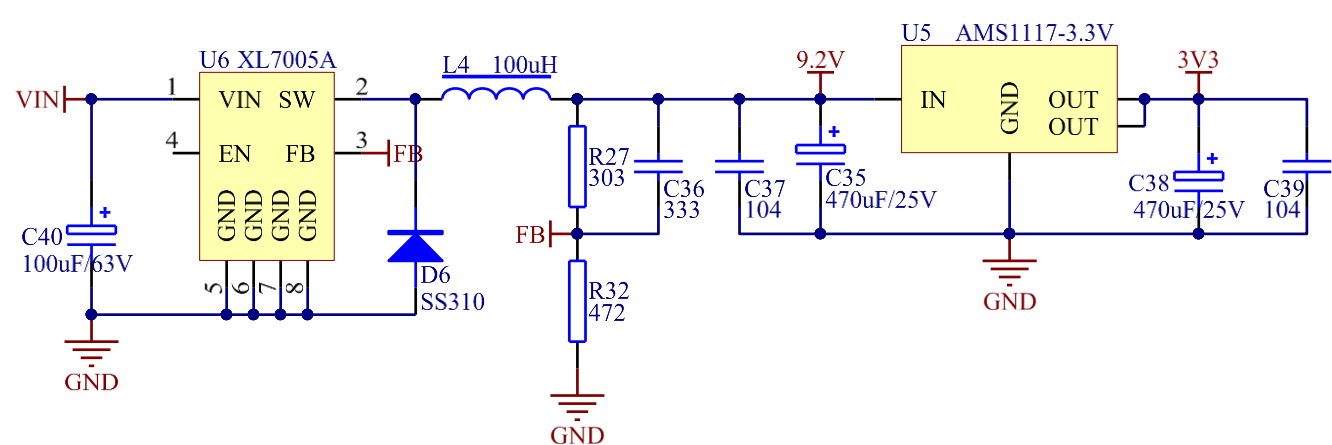 U6 XL7005A
VIN
1
VIN
SW
2
4
EN
FB
3
FB
GND
GND
GND
GND
5
6
7
8
C40
100uF/63V
GND
D6
SS310
L4 100uH
R27
303
FB
R32
472
GND
C36
333
C37
104
9.2V
C35
470uF/25V
U5 AMS1117-3.3V
IN
GND
OUT
OUT
GND
3V3
C38
470uF/25V
C39
104